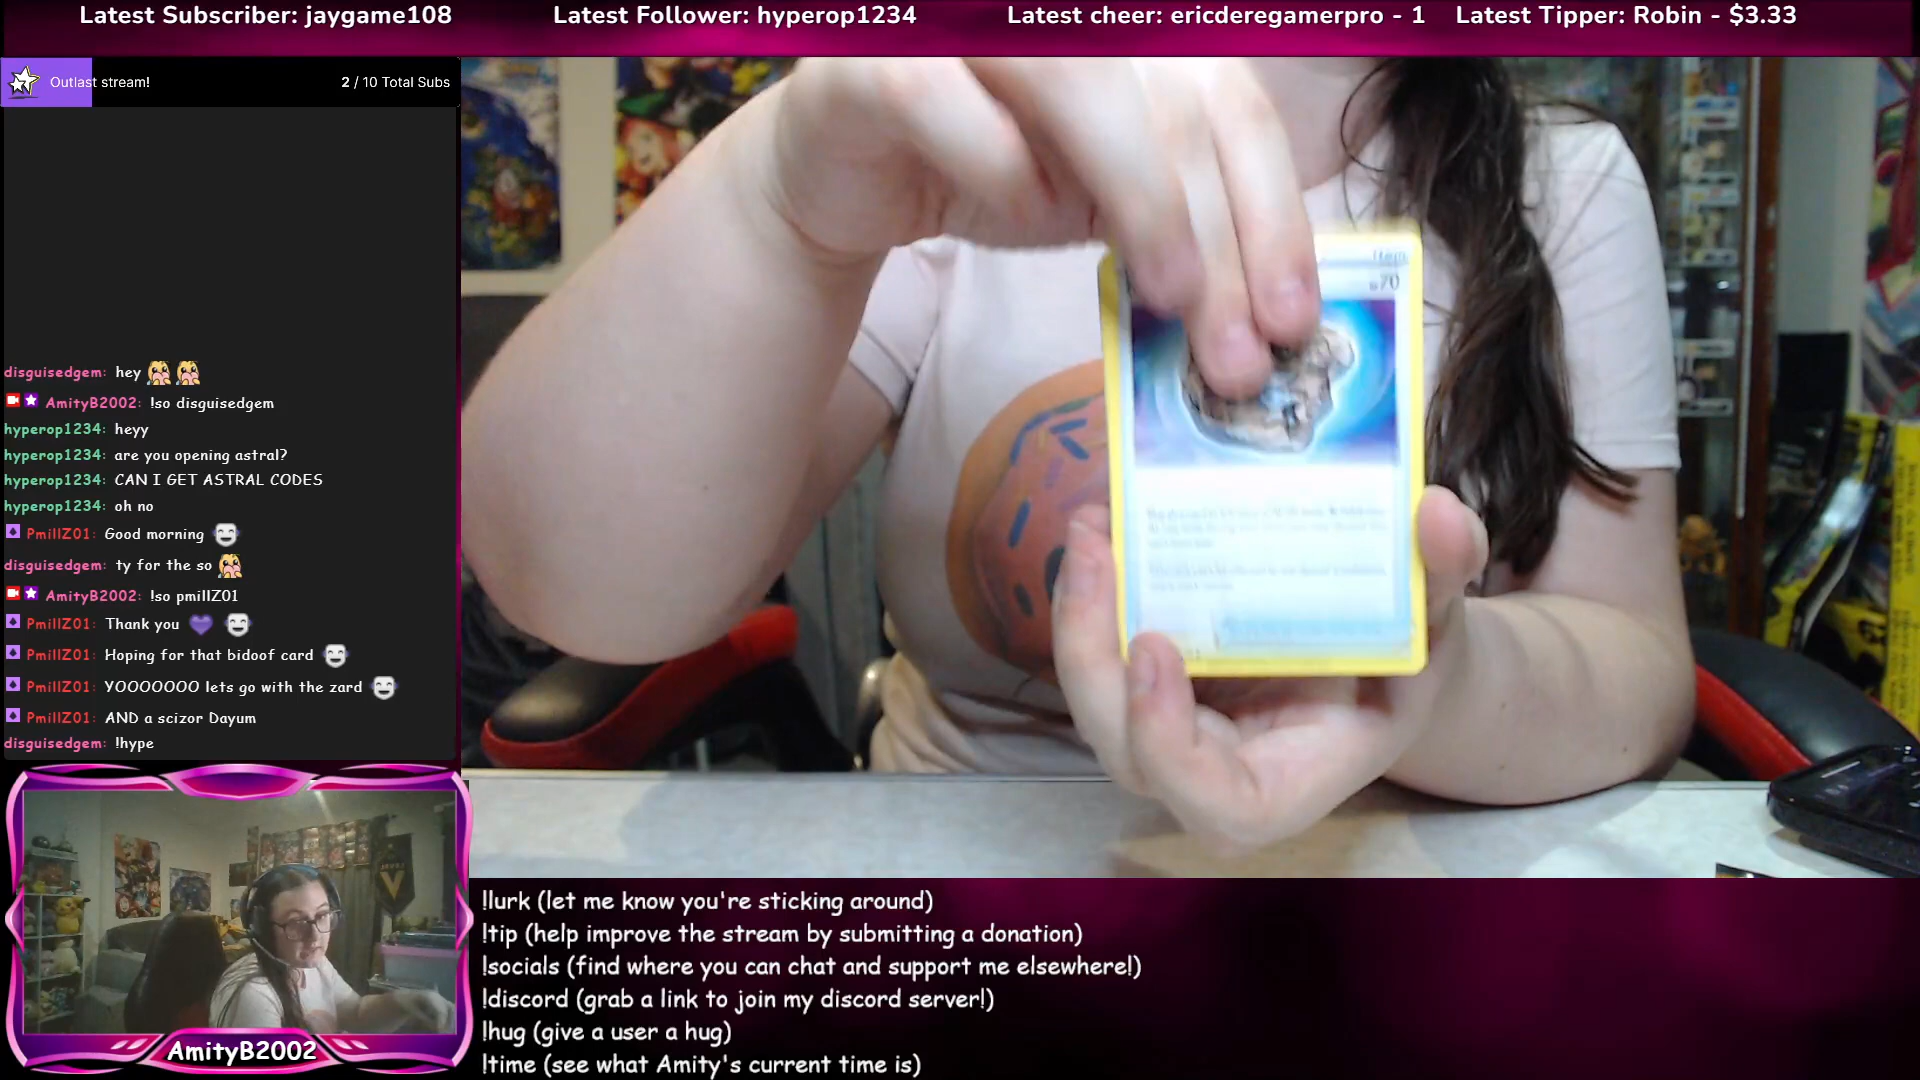 Latest Subscriber: jaygame108
Latest Follower: hyperop1234
Latest cheer: ericderegamerpro - 1
Latest Tipper: Robin - $3.33
Outlast stream!
2 / 10 Total Subs
disguisedgem: hey
AmityB2002: !so disguisedgem
hyperop1234: heyy
hyperop1234: are you opening astral?
hyperop1234: CAN I GET ASTRAL CODES
hyperop1234: oh no
PmillZ01: Good morning
disguisedgem: ty for the so
AmityB2002: !so pmillZ01
PmillZ01: Thank you
PmillZ01: Hoping for that bidoof card
PmillZ01: YOOOOOOO lets go with the zard
PmillZ01: AND a scizor Dayum
disguisedgem: !hype
Item
70
AmityB2002
!lurk (let me know you're sticking around)
!tip (help improve the stream by submitting a donation)
!socials (find where you can chat and support me elsewhere!)
!discord (grab a link to join my discord server!)
!hug (give a user a hug)
!time (see what Amity's current time is)